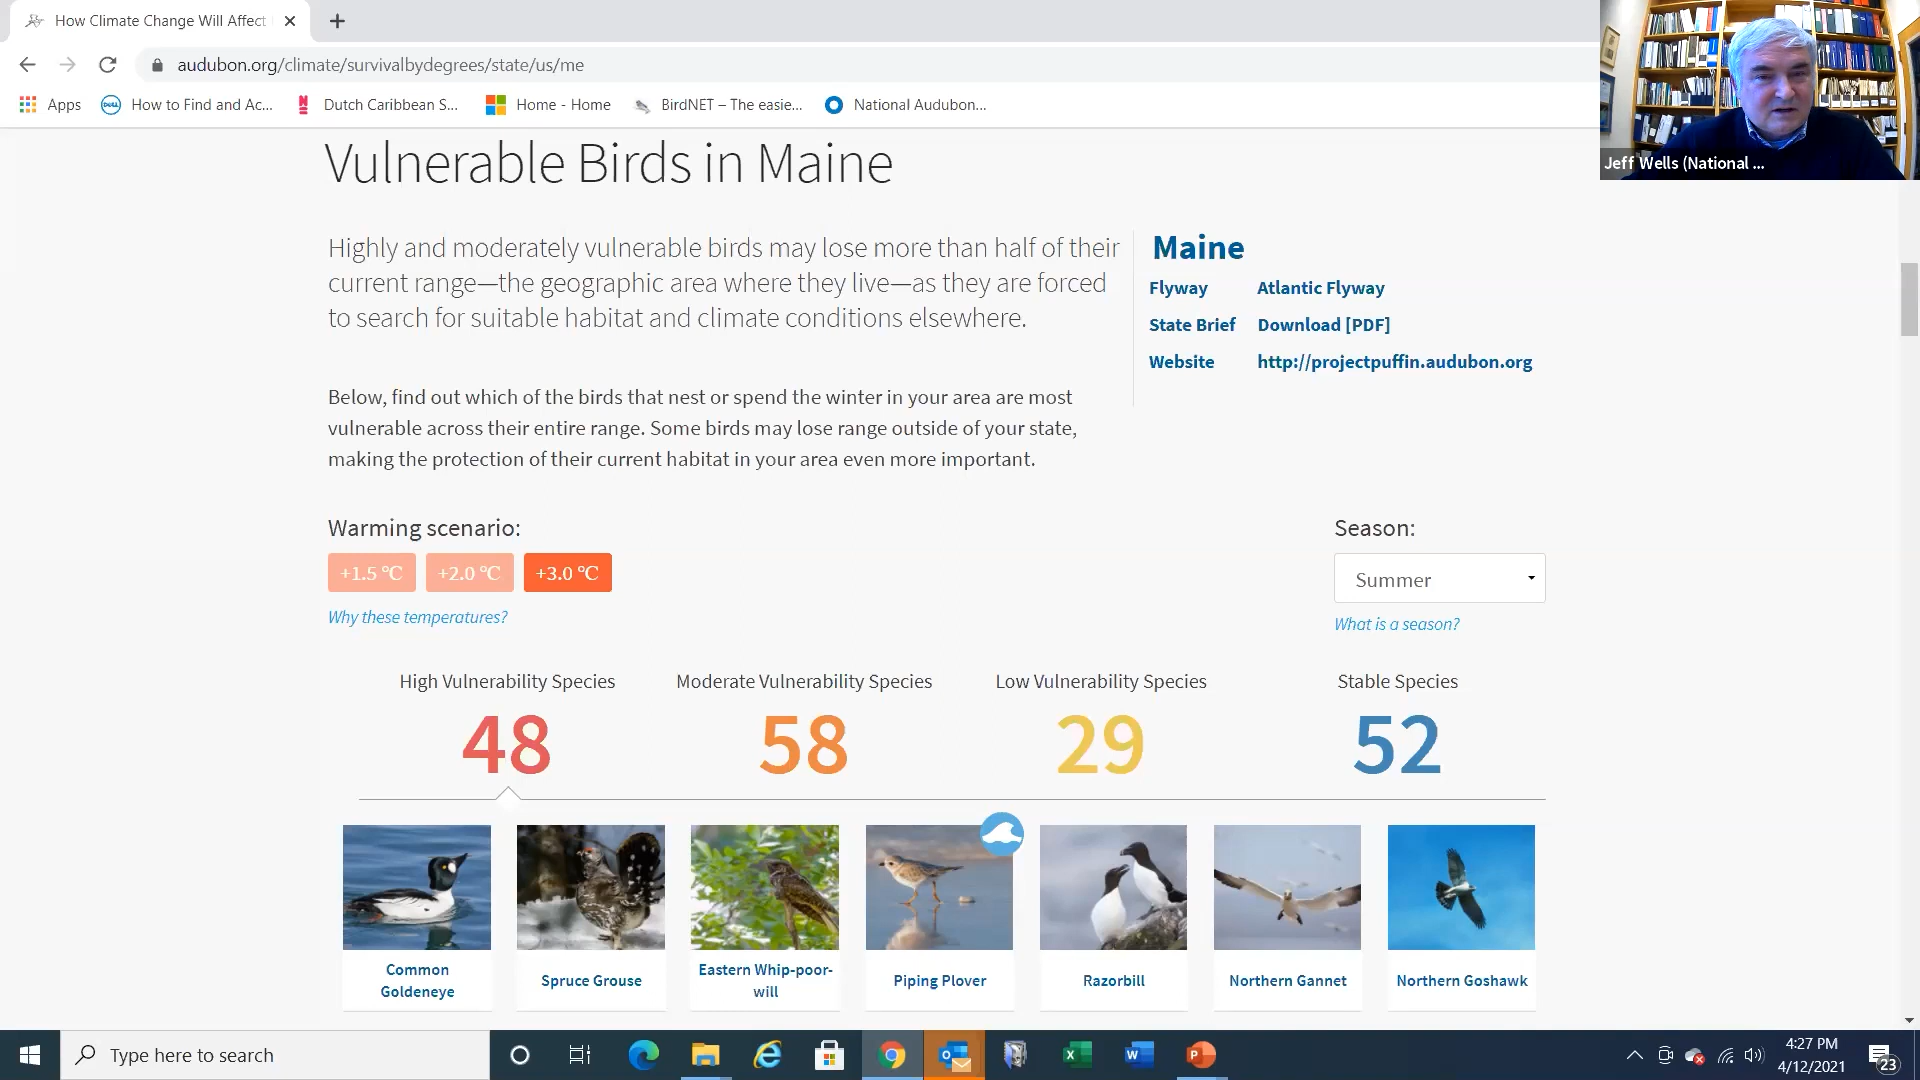 How Climate Change Will Affect
audubon.org/climate/survivalbydegrees/state/us/me
Apps
How to Find and Ac...
Dutch Caribbean S...
Home - Home
BirdNET – The easie...
National Audubon...
Jeff Wells (National ...
Vulnerable Birds in Maine
Highly and moderately vulnerable birds may lose more than half of their
current range—the geographic area where they live—as they are forced
to search for suitable habitat and climate conditions elsewhere.
Maine
Flyway Atlantic Flyway
State Brief Download [PDF]
Website http://projectpuffin.audubon.org
Below, find out which of the birds that nest or spend the winter in your area are most
vulnerable across their entire range. Some birds may lose range outside of your state,
making the protection of their current habitat in your area even more important.
Warming scenario:
+1.5 °C +2.0 °C +3.0 °C
Why these temperatures?
Season:
Summer
What is a season?
High Vulnerability Species
48
Moderate Vulnerability Species
58
Low Vulnerability Species
29
Stable Species
52
Common
Goldeneye
Spruce Grouse
Eastern Whip-poor-
will
Piping Plover
Razorbill
Northern Gannet
Northern Goshawk
Type here to search
4:27 PM
4/12/2021
23